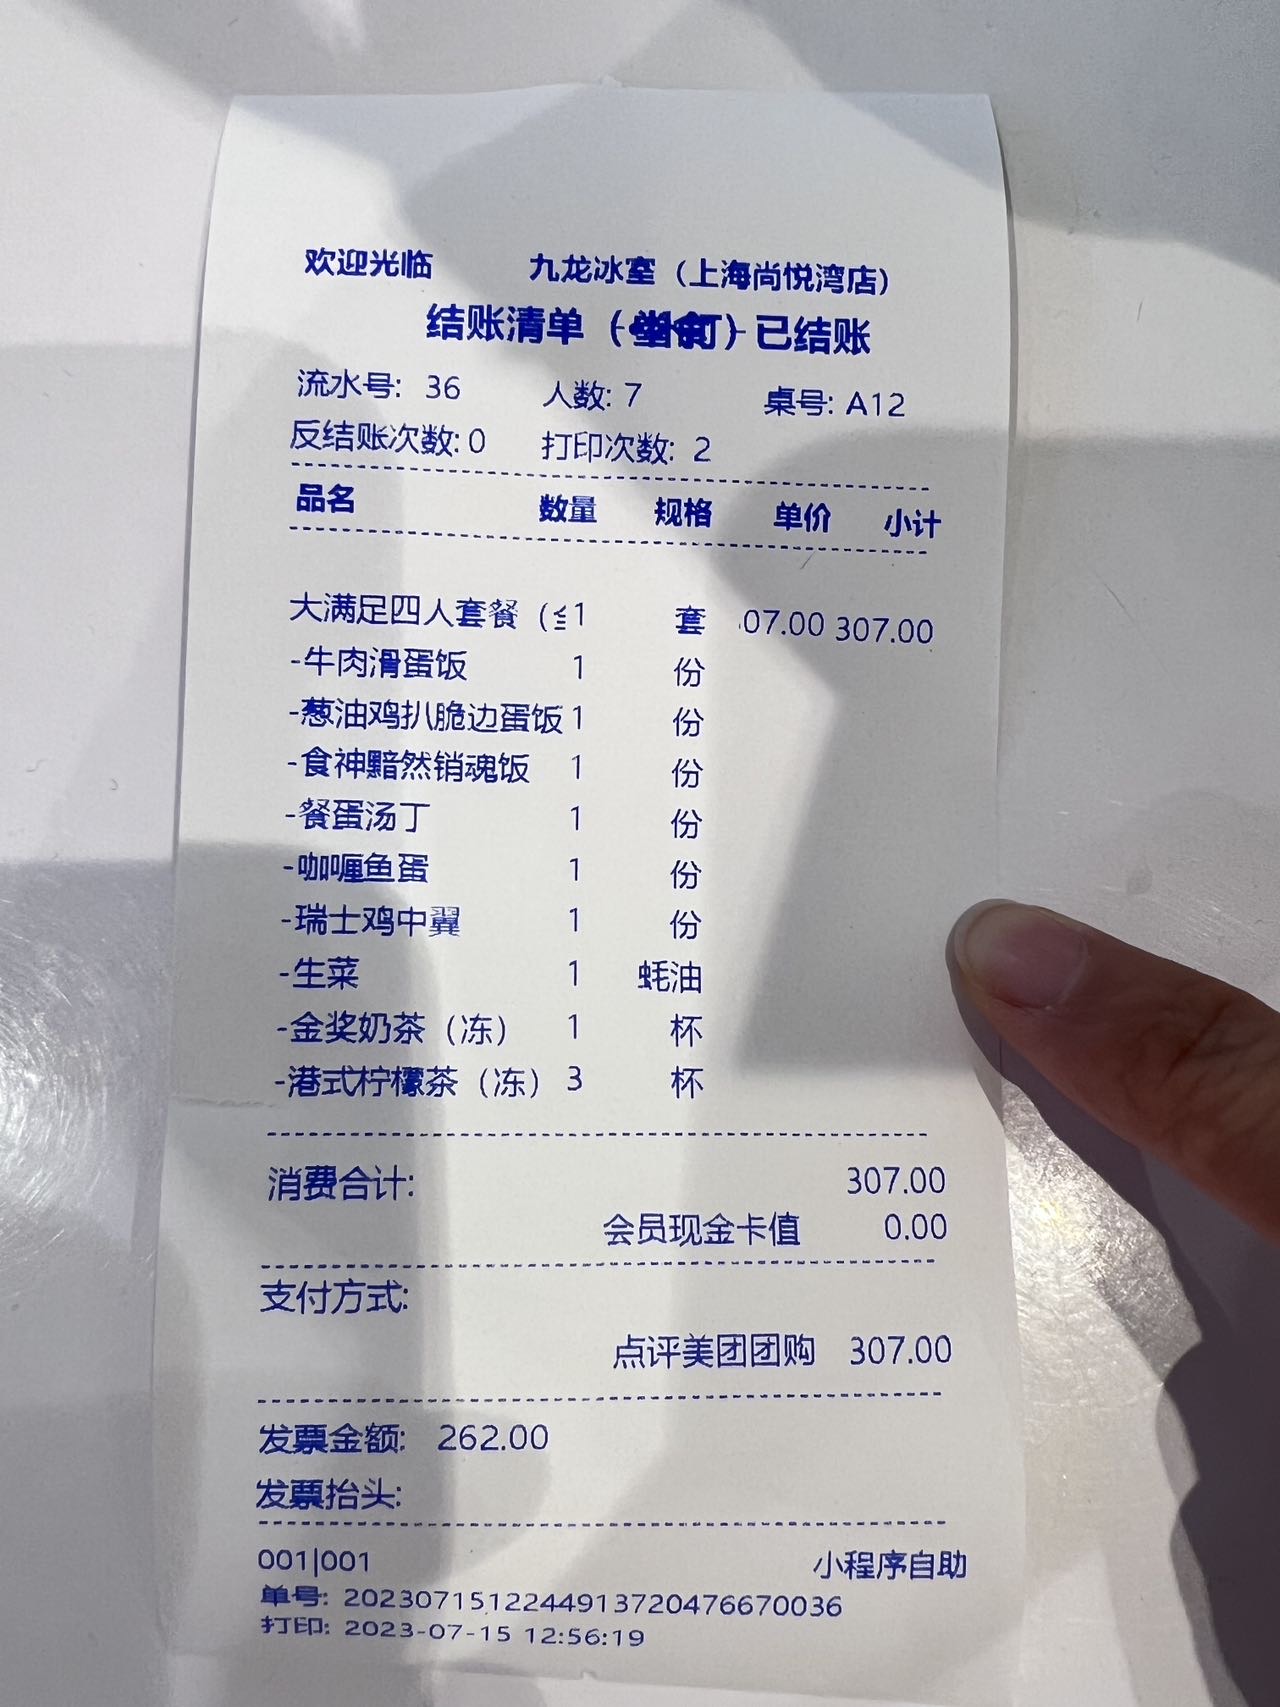 欢迎光临 九龙冰室（上海尚悦湾店）
结账清单（ ）已结账
流水号: 36 人数: 7 桌号: A12
反结账次数: 0 打印次数: 2
品名 数量 规格 单价 小计
大满足四人套餐（ 1 套 07.00 307.00
-牛肉滑蛋饭 1 份
-葱油鸡扒脆边蛋饭 1 份
-食神黯然销魂饭 1 份
-餐蛋汤丁 1 份
-咖喱鱼蛋 1 份
-瑞士鸡中翼 1 份
-生菜 1 蚝油
-金奖奶茶（冻） 1 杯
-港式柠檬茶（冻） 3 杯
消费合计: 307.00
会员现金卡值 0.00
支付方式:
点评美团团购 307.00
发票金额: 262.00
发票抬头:
001|001 小程序自助
单号: 2023071512244913720476670036
打印: 2023-07-15 12:56:19